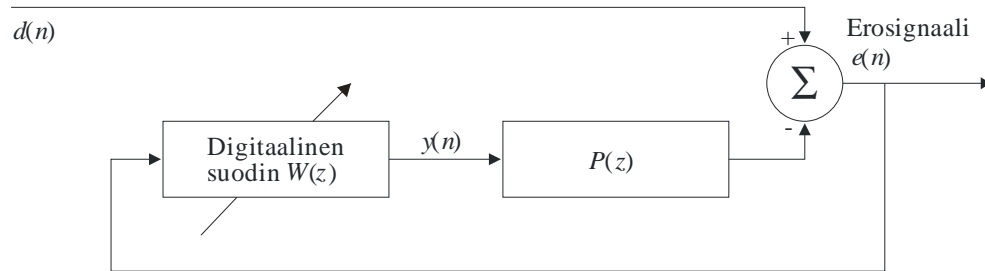 d(n)
+
Erosignaali
e(n)
Σ
-
Digitaalinen
suodin W(z)
y(n)
P(z)